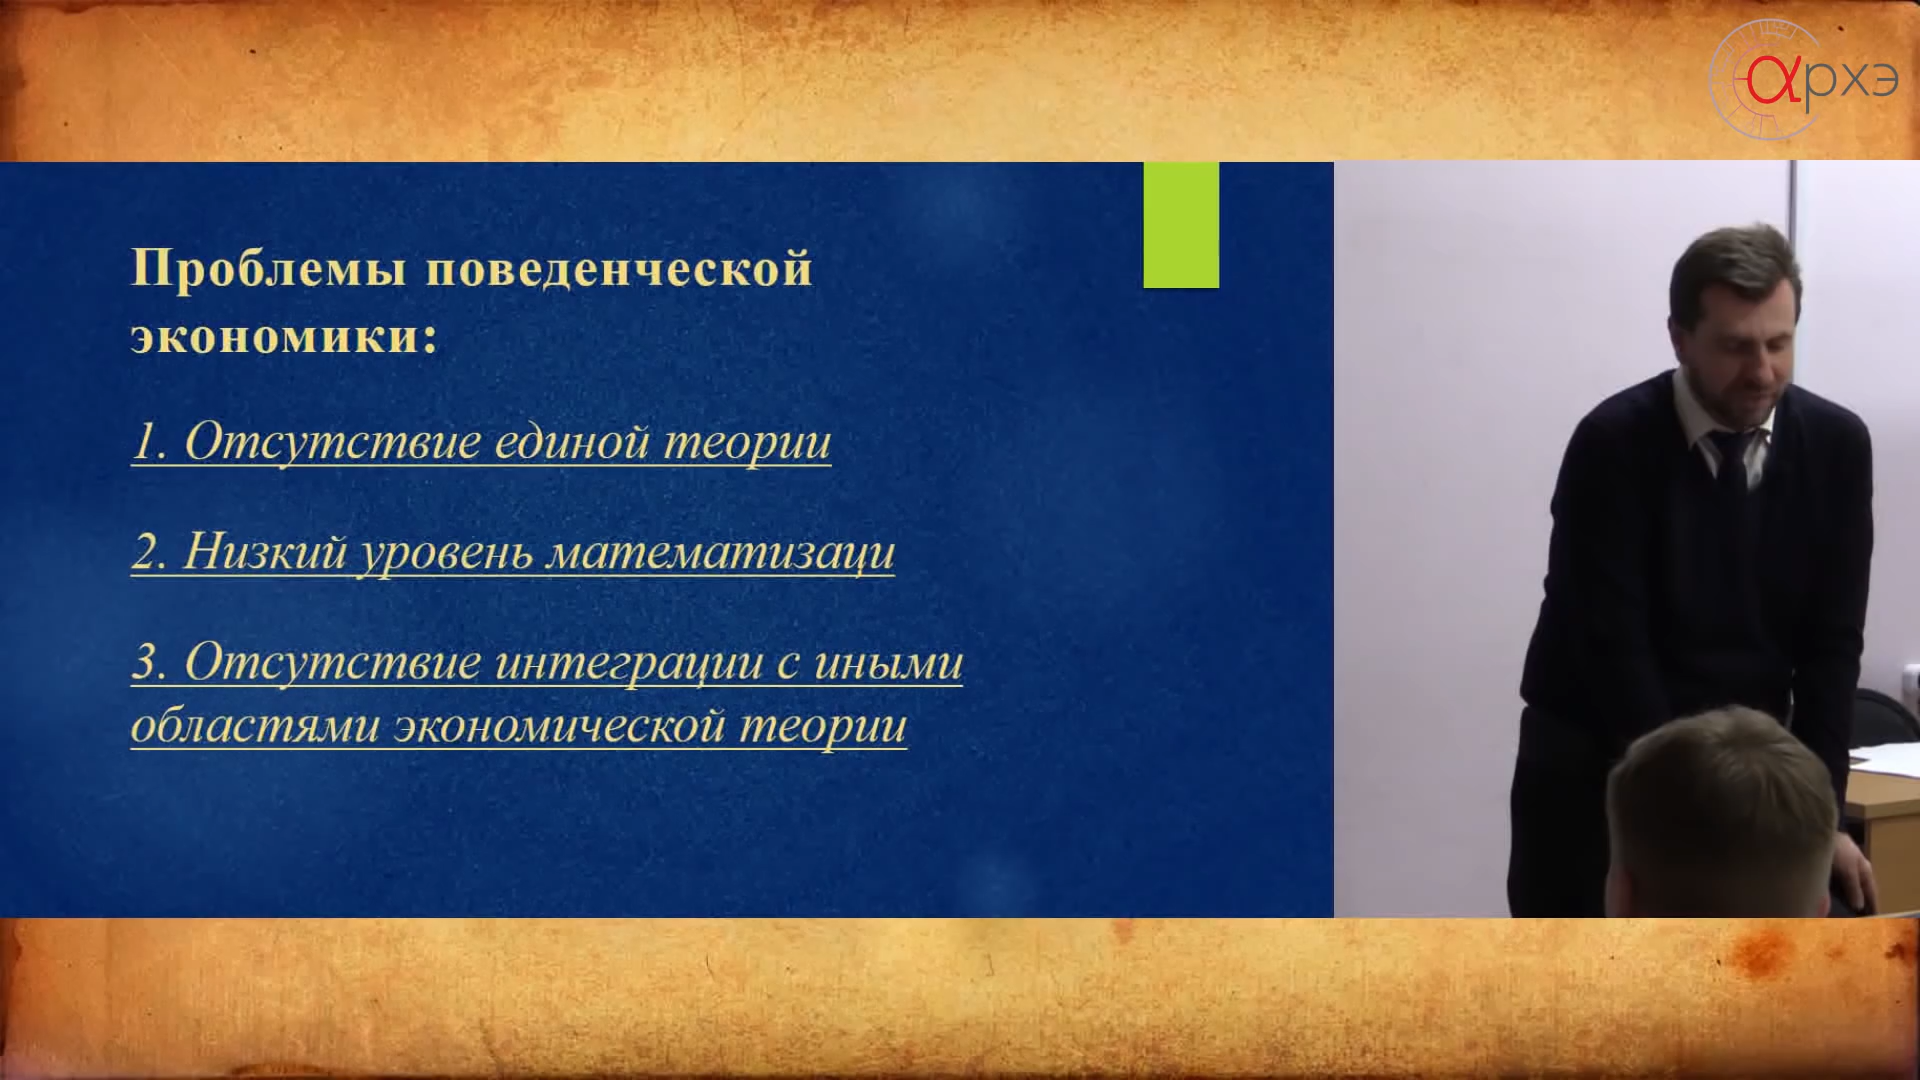 αрхэ
Проблемы поведенческой
экономики:
1. Отсутствие единой теории
2. Низкий уровень математизаци
3. Отсутствие интеграции с иными
областями экономической теории